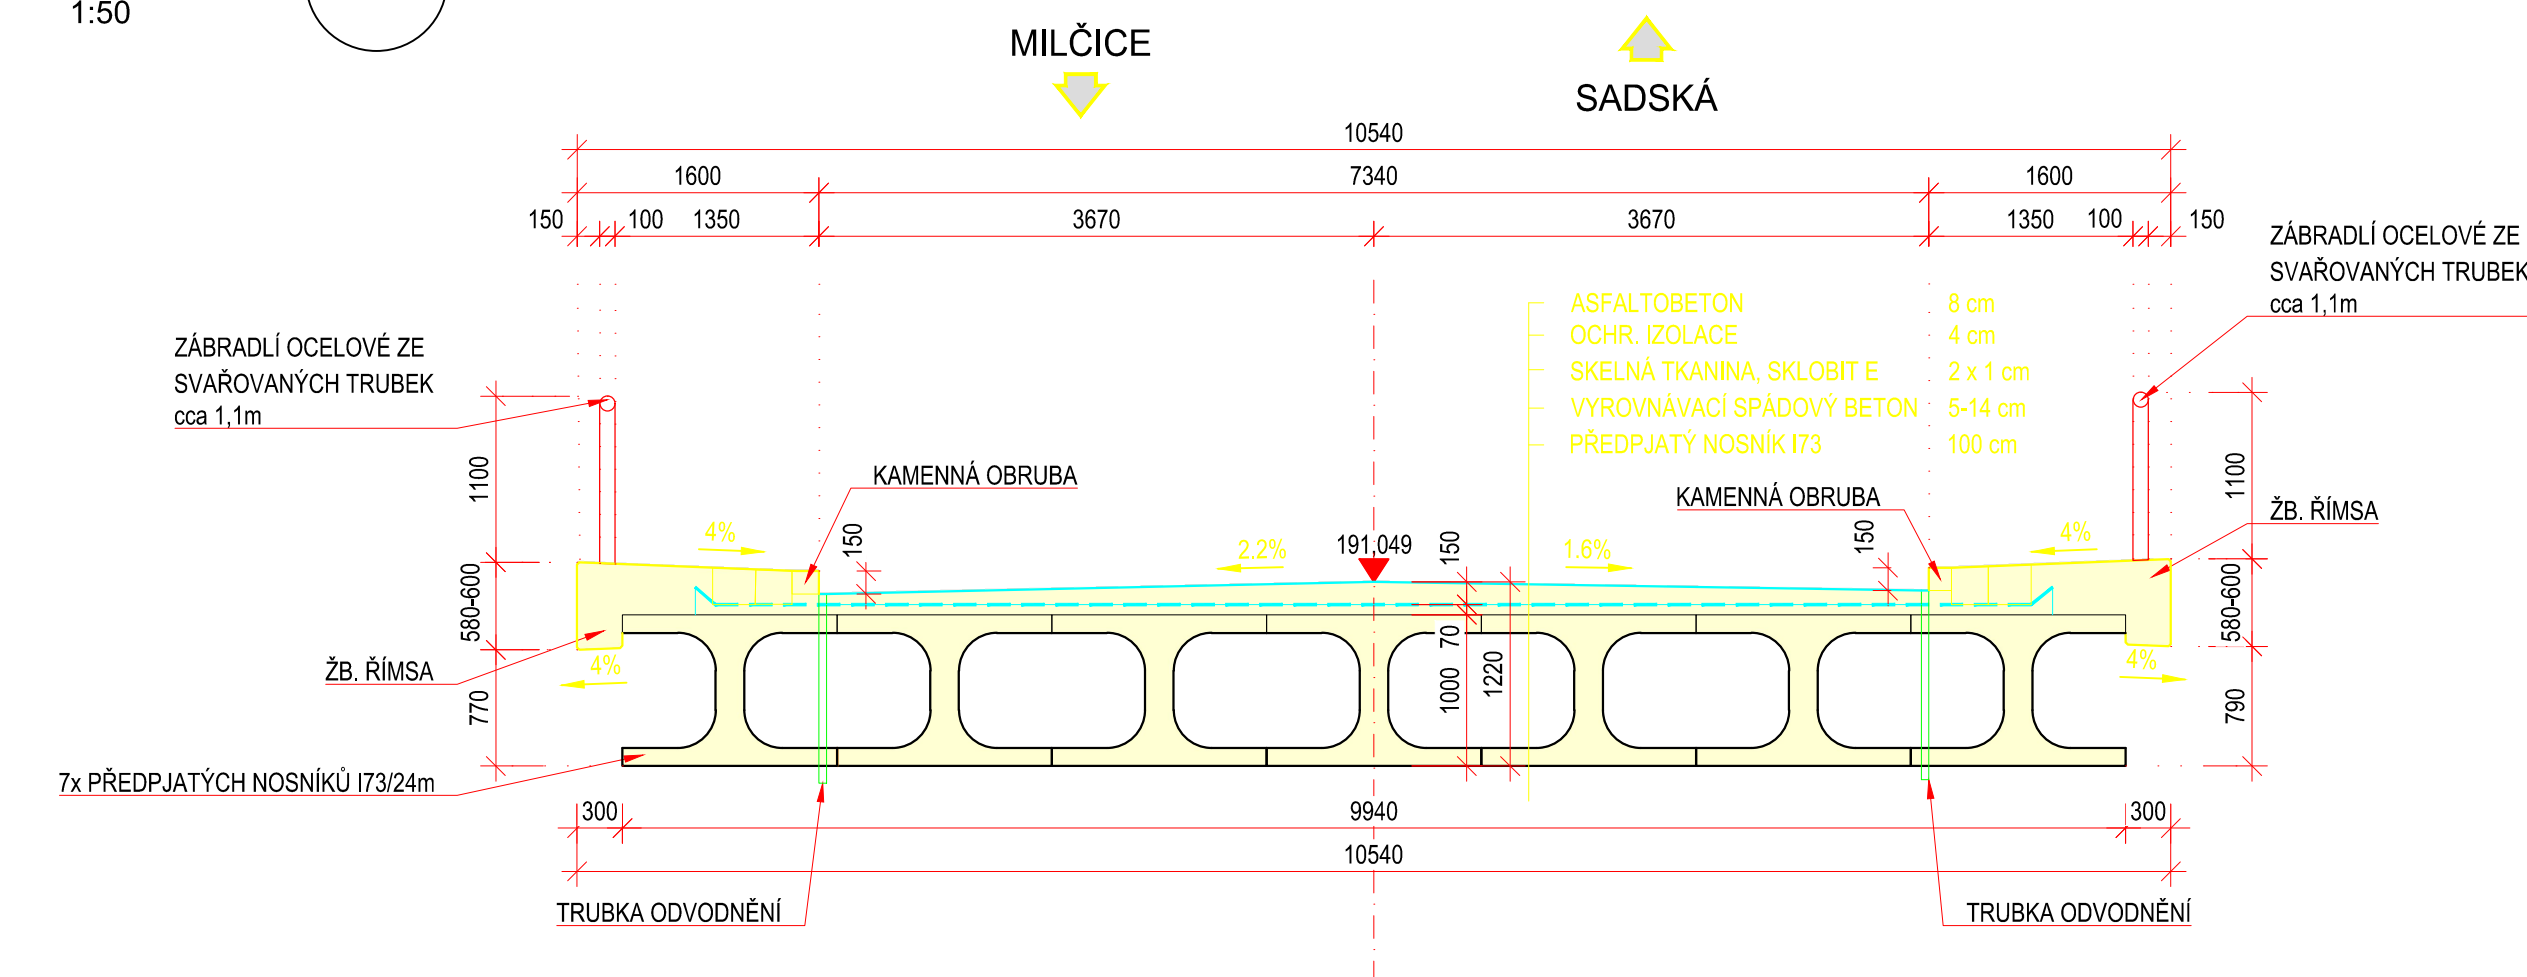 1:50
MILČICE
SADSKÁ
10540
1600
7340
1600
150
100
1350
3670
3670
1350
100
150
ZÁBRADLÍ OCELOVÉ ZE
SVAŘOVANÝCH TRUBEK
cca 1,1m
ZÁBRADLÍ OCELOVÉ ZE
SVAŘOVANÝCH TRUBEK
cca 1,1m
ASFALTOBETON 8 cm
OCHR. IZOLACE 4 cm
SKELNÁ TKANINA, SKLOBIT E 2 x 1 cm
VYROVNÁVACÍ SPÁDOVÝ BETON 5-14 cm
PŘEDPJATÝ NOSNÍK I73 100 cm
1100
KAMENNÁ OBRUBA
KAMENNÁ OBRUBA
1100
ŽB. ŘÍMSA
4%
150
2.2%
191,049
150
1.6%
150
4%
580-600
580-600
70
ŽB. ŘÍMSA
4%
4%
770
1000
1220
790
7x PŘEDPJATÝCH NOSNÍKŮ I73/24m
300
9940
300
10540
TRUBKA ODVODNĚNÍ
TRUBKA ODVODNĚNÍ